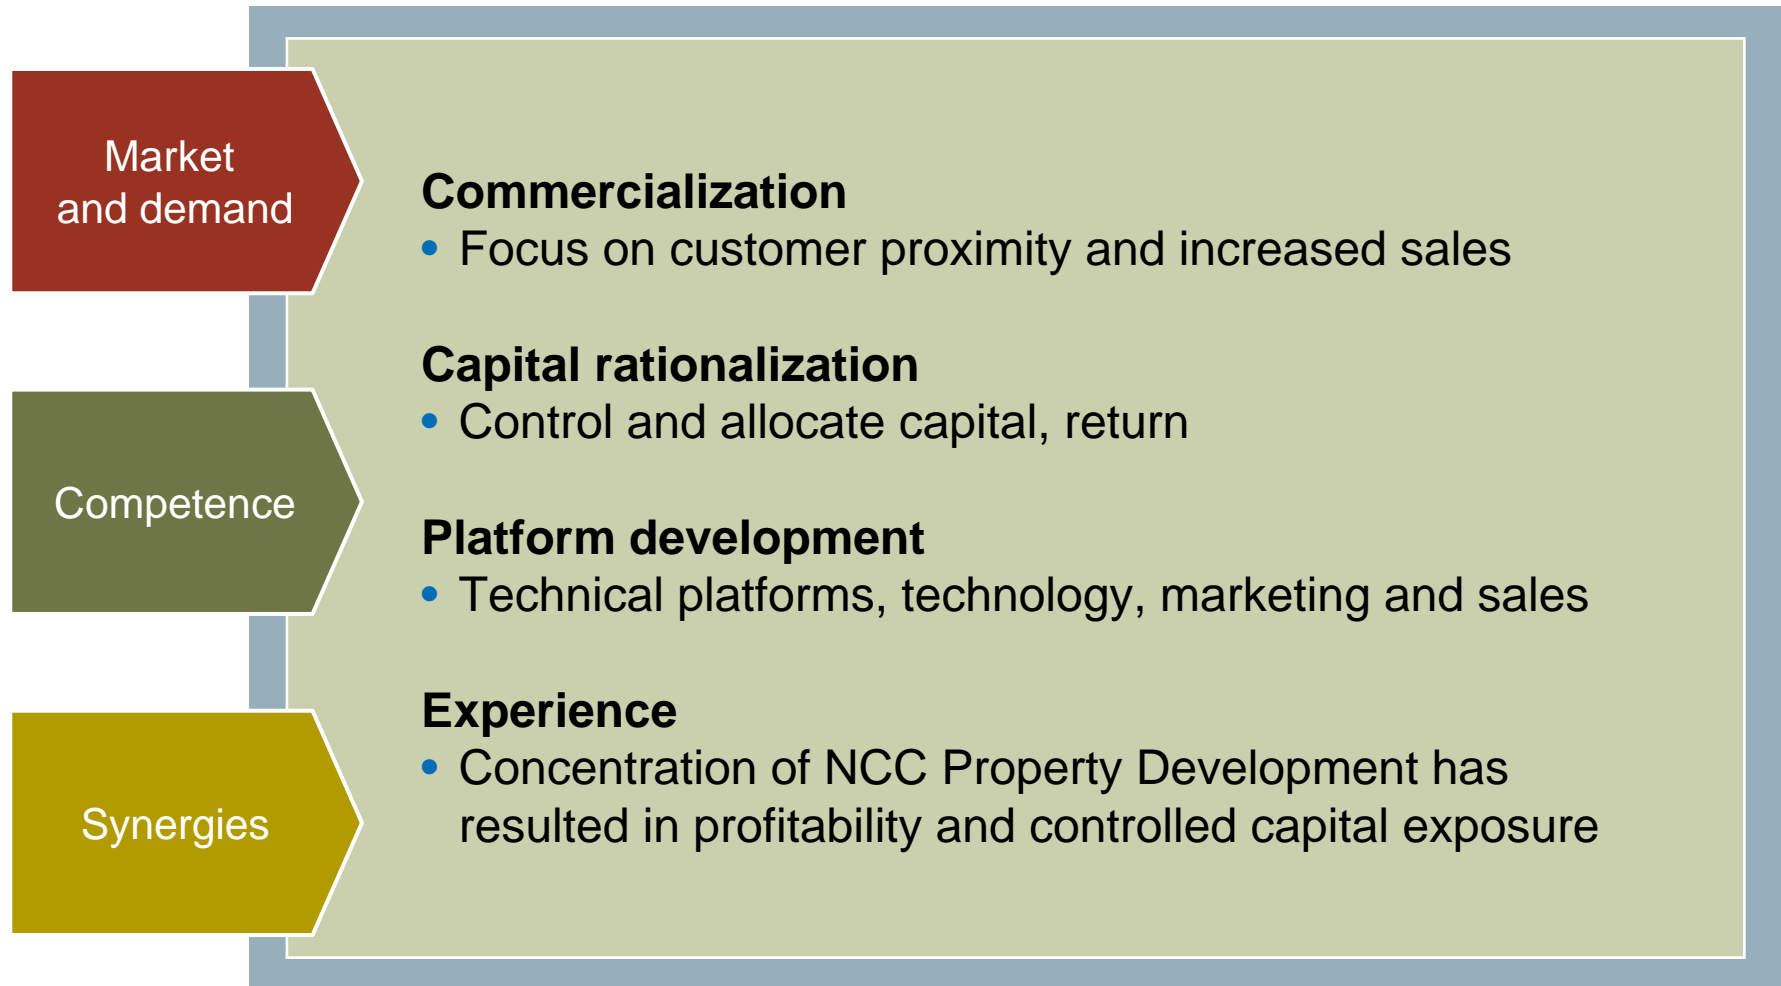 Market
and demand
Competence
Synergies
Commercialization
• Focus on customer proximity and increased sales
Capital rationalization
• Control and allocate capital, return
Platform development
• Technical platforms, technology, marketing and sales
Experience
• Concentration of NCC Property Development has
resulted in profitability and controlled capital exposure